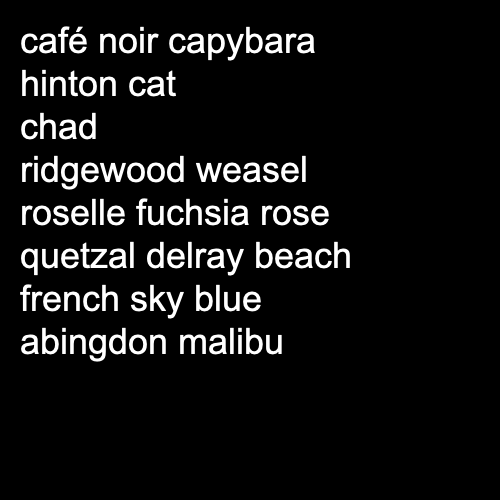 café noir capybara
hinton cat
chad
ridgewood weasel
roselle fuchsia rose
quetzal delray beach
french sky blue
abingdon malibu